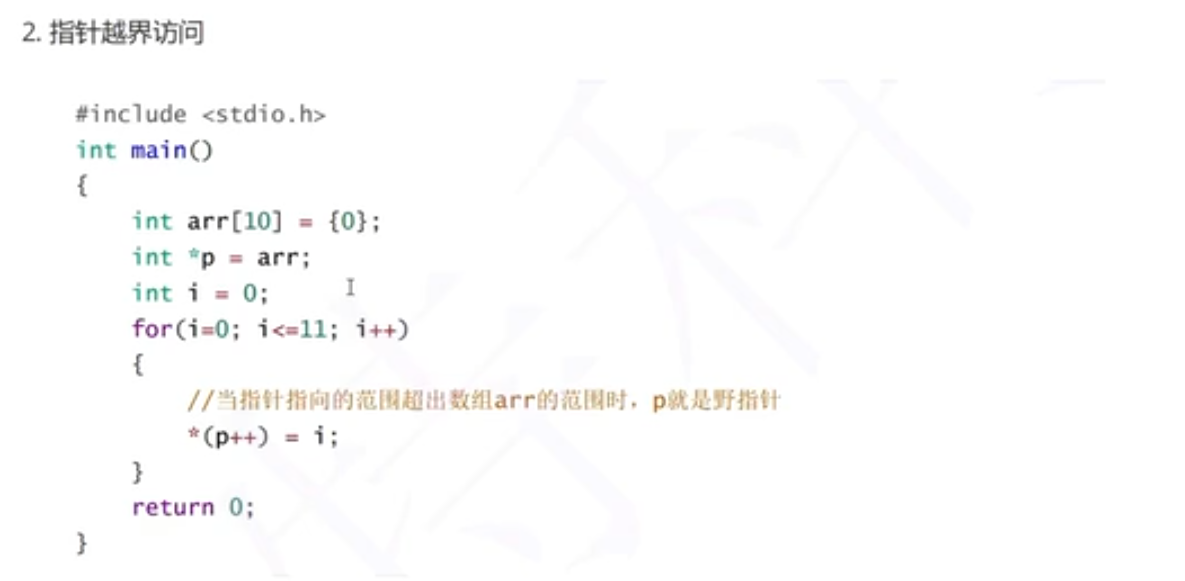 2. 指针越界访问
#include <stdio.h>
int main()
{
    int arr[10] = {0};
    int *p = arr;
    int i = 0;
    for(i=0; i<=11; i++)
    {
        //当指针指向的范围超出数组arr的范围时，p就是野指针
        *(p++) = i;
    }
    return 0;
}